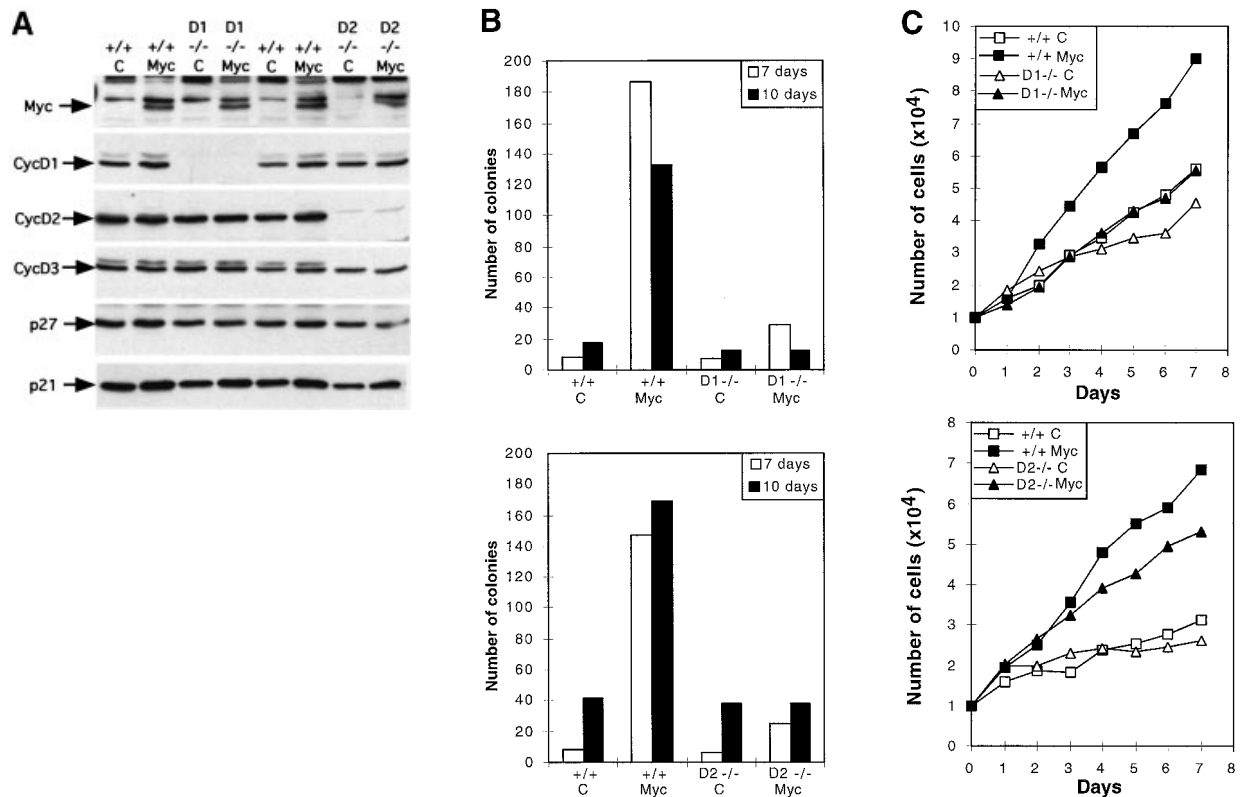 A
+/+ C
+/+ Myc
D1 -/- C
D1 -/- Myc
+/+ C
+/+ Myc
D2 -/- C
D2 -/- Myc
Myc
CycD1
CycD2
CycD3
p27
p21
B
200
180
160
140
120
100
80
60
40
20
0
Number of colonies
7 days
10 days
+/+ C
+/+ Myc
D1 -/- C
D1 -/- Myc
200
180
160
140
120
100
80
60
40
20
0
Number of colonies
7 days
10 days
+/+ C
+/+ Myc
D2 -/- C
D2 -/- Myc
C
10
9
8
7
6
5
4
3
2
1
0
Number of cells (x10⁴)
+/+ C
+/+ Myc
D1-/- C
D1-/- Myc
0 1 2 3 4 5 6 7 8
Days
8
7
6
5
4
3
2
1
0
Number of cells (x10⁴)
+/+ C
+/+ Myc
D2-/- C
D2-/- Myc
0 1 2 3 4 5 6 7 8
Days